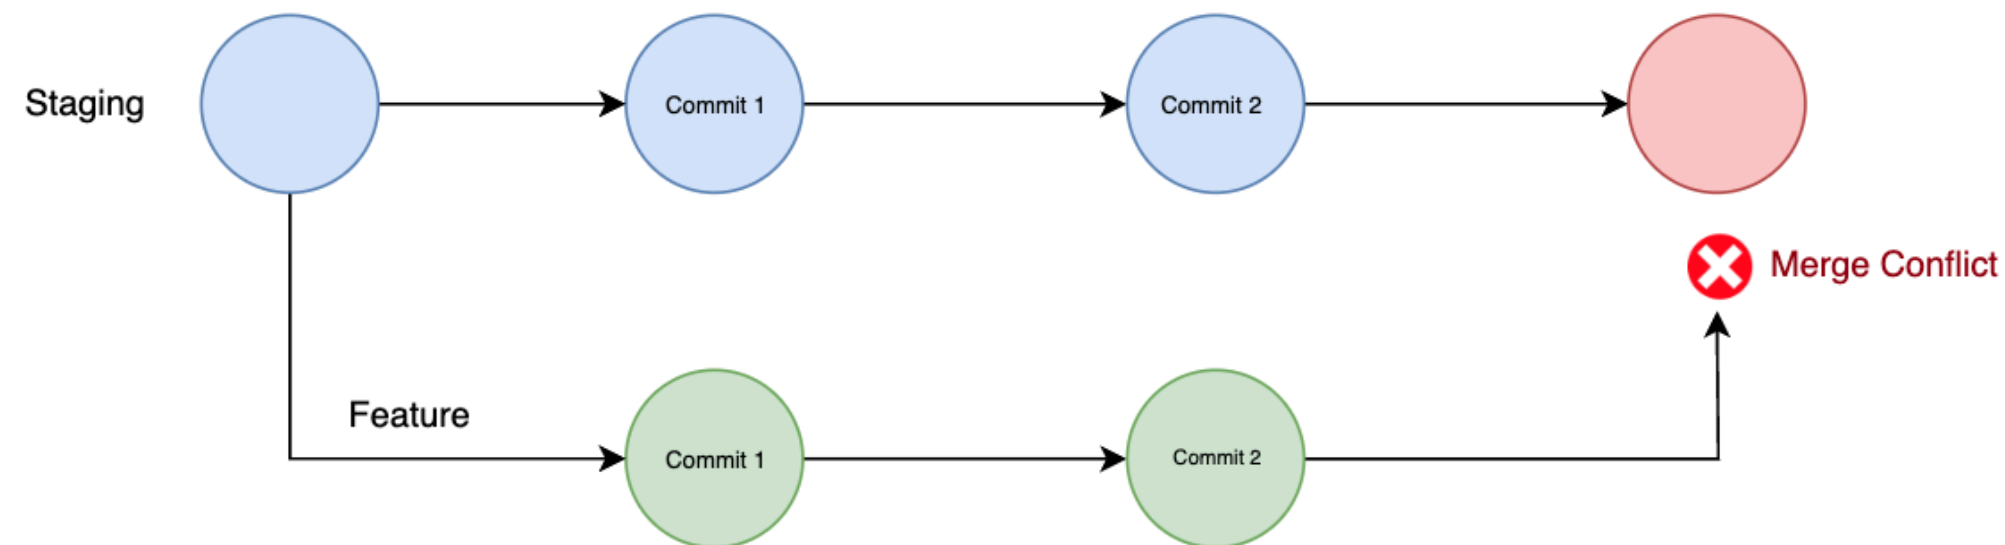 Staging
Commit 1
Commit 2
Merge Conflict
Feature
Commit 1
Commit 2